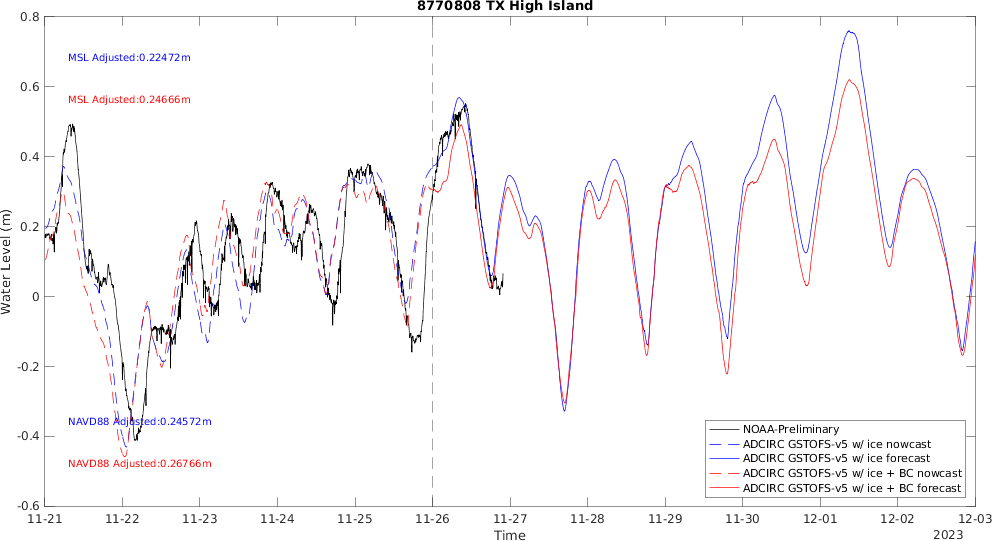 8770808 TX High Island
0.8
0.6
0.4
0.2
0
-0.2
-0.4
-0.6
Water Level (m)
MSL Adjusted:0.22472m
MSL Adjusted:0.24666m
NAVD88 Adjusted:0.24572m
NAVD88 Adjusted:0.26766m
NOAA-Preliminary
ADCIRC GSTOFS-v5 w/ ice nowcast
ADCIRC GSTOFS-v5 w/ ice forecast
ADCIRC GSTOFS-v5 w/ ice + BC nowcast
ADCIRC GSTOFS-v5 w/ ice + BC forecast
11-21 11-22 11-23 11-24 11-25 11-26 11-27 11-28 11-29 11-30 12-01 12-02 12-03
Time
2023